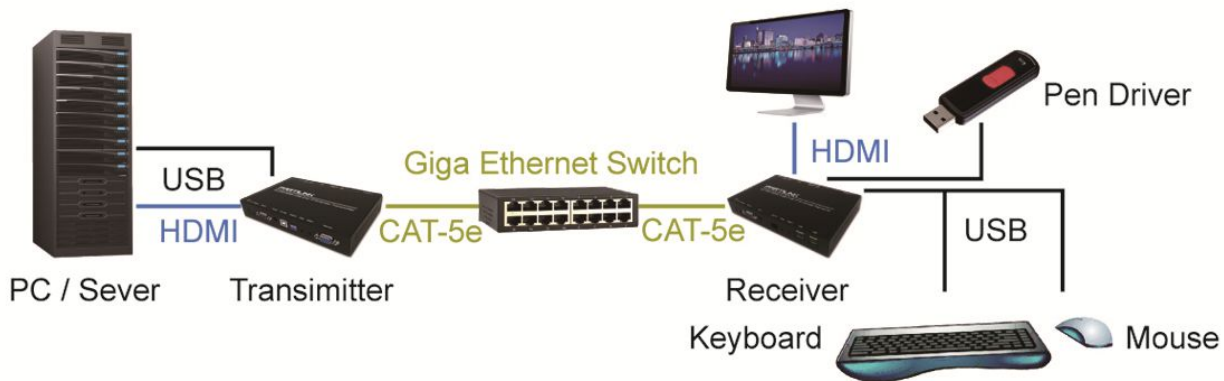 Pen Driver
HDMI
Giga Ethernet Switch
USB
HDMI
CAT-5e
CAT-5e
USB
PC / Sever
Transimitter
Receiver
Keyboard
Mouse